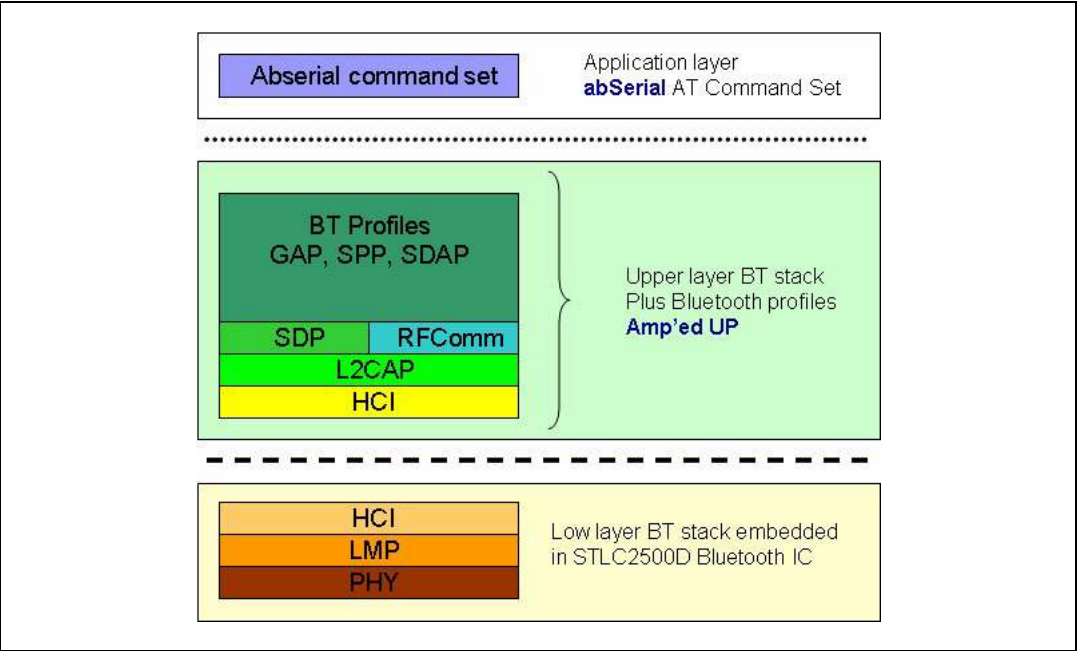 Abserial command set
Application layer
abSerial AT Command Set
BT Profiles
GAP, SPP, SDAP
SDP
RFComm
L2CAP
HCI
Upper layer BT stack
Plus Bluetooth profiles
Amp'ed UP
HCI
LMP
PHY
Low layer BT stack embedded
in STLC2500D Bluetooth IC